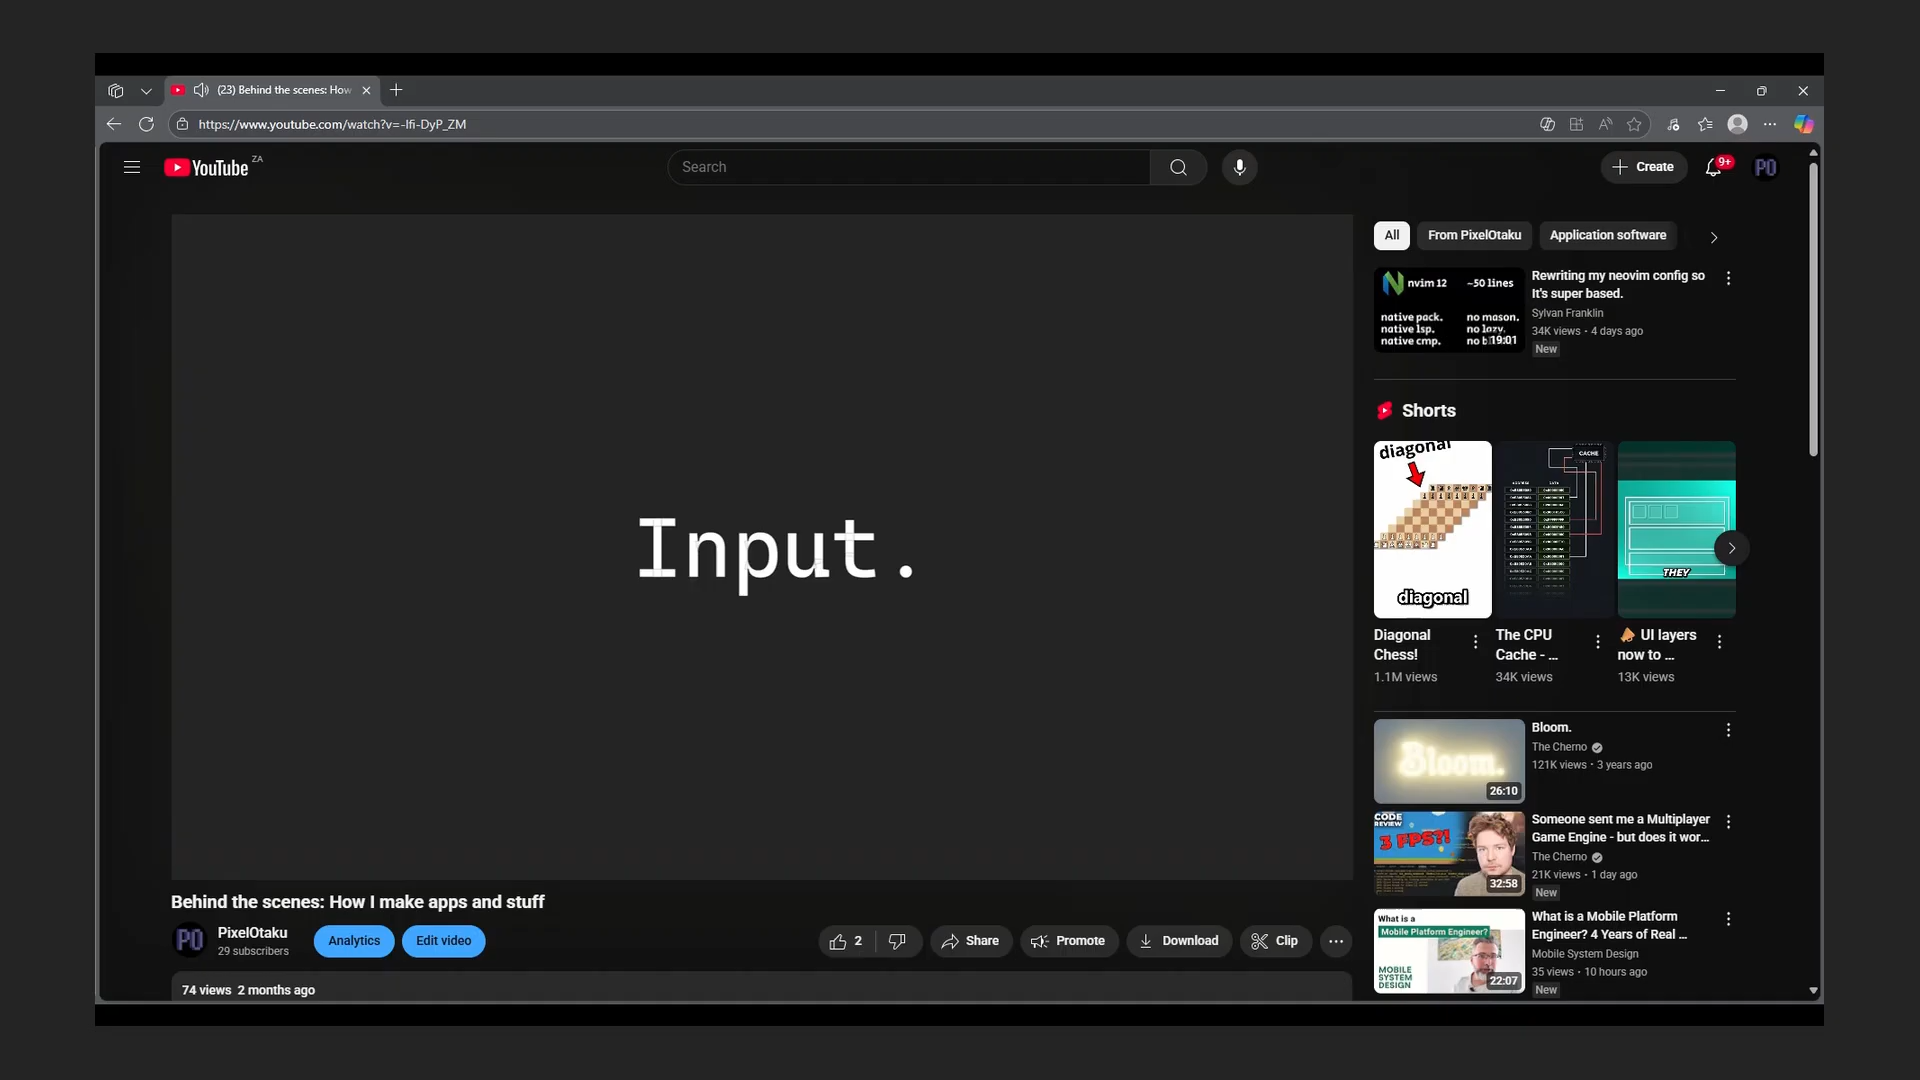 (23) Behind the scenes: How
https://www.youtube.com/watch?v=-lfi-DyP_ZM
YouTube ZA
Search
Create
9+
PO
Input.
All
From PixelOtaku
Application software
nvim 12 ~50 lines
native pack. no mason.
native lsp. no lazy.
native cmp. no b
19:01
Rewriting my neovim config so
It's super based.
Sylvan Franklin
34K views • 4 days ago
New
Shorts
diagonal
diagonal
CACHE
THEY
Diagonal
Chess!
1.1M views
The CPU
Cache - ...
34K views
UI layers
now to ...
13K views
Bloom.
26:10
Bloom.
The Cherno
121K views • 3 years ago
CODE
REVIEW
3 FPS?!
32:58
Someone sent me a Multiplayer
Game Engine - but does it wor...
The Cherno
21K views • 1 day ago
New
What is a
Mobile Platform Engineer?
MOBILE
SYSTEM
DESIGN
22:07
What is a Mobile Platform
Engineer? 4 Years of Real ...
Mobile System Design
35 views • 10 hours ago
New
Behind the scenes: How I make apps and stuff
PO
PixelOtaku
29 subscribers
Analytics
Edit video
2
Share
Promote
Download
Clip
74 views 2 months ago